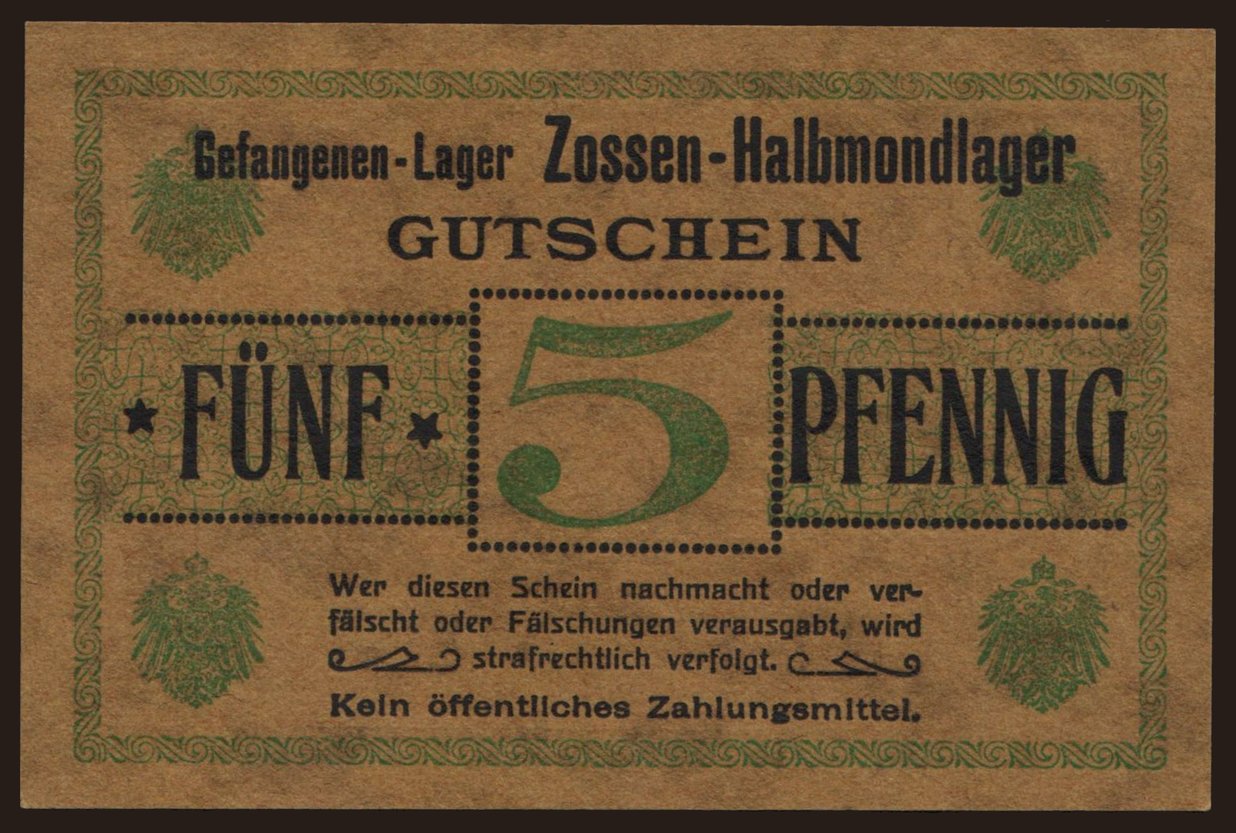 Gefangenen-Lager Zossen-Halbmondlager
GUTSCHEIN
FÜNF 5 PFENNIG
Wer diesen Schein nachmacht oder ver-
fälscht oder Fälschungen verausgabt, wird
strafrechtlich verfolgt.
Kein öffentliches Zahlungsmittel.